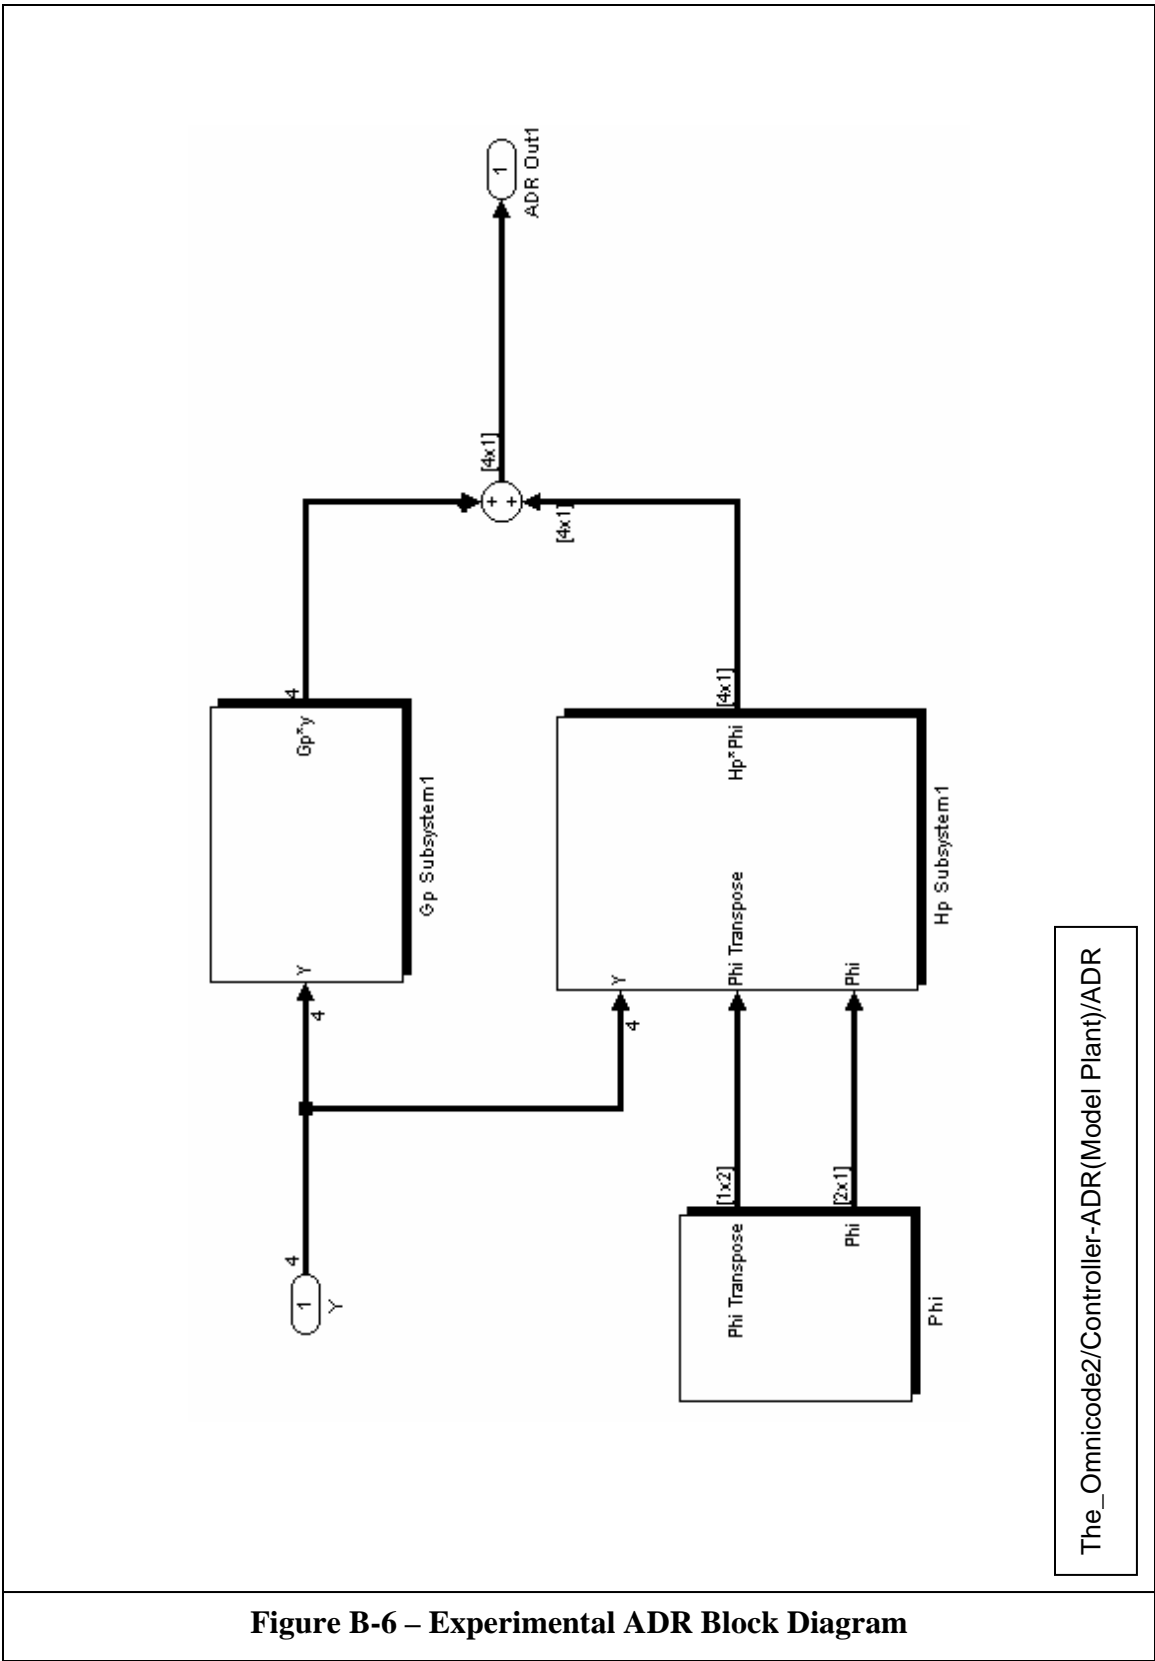 1
Y
4
4
4
Y
Gp*y
4
Gp Subsystem1
Phi Transpose
Phi
Phi
[1x2]
[2x1]
Y
Phi Transpose
Phi
Hp*Phi
[4x1]
Hp Subsystem1
+ +
[4x1]
[4x1]
1
ADR Out1
The_Omnicode2/Controller-ADR(Model Plant)/ADR
Figure B-6 – Experimental ADR Block Diagram